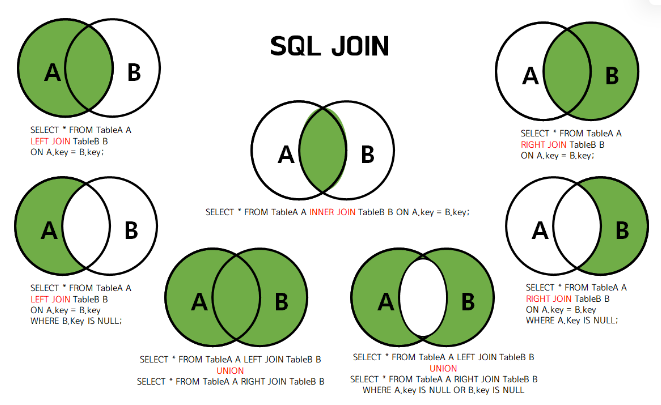 SQL JOIN
A B
SELECT * FROM TableA A
LEFT JOIN TableB B
ON A.key = B.key;
A B
SELECT * FROM TableA A INNER JOIN TableB B ON A.key = B.key;
A B
SELECT * FROM TableA A
RIGHT JOIN TableB B
ON A.key = B.key;
A B
SELECT * FROM TableA A
LEFT JOIN TableB B
ON A.key = B.key
WHERE B.Key IS NULL;
A B
SELECT * FROM TableA A LEFT JOIN TableB B
UNION
SELECT * FROM TableA A RIGHT JOIN TableB B
A B
SELECT * FROM TableA A LEFT JOIN TableB B
UNION
SELECT * FROM TableA A RIGHT JOIN TableB B
WHERE A.key IS NULL OR B.key IS NULL
A B
SELECT * FROM TableA A
RIGHT JOIN TableB B
ON A.key = B.key
WHERE A.Key IS NULL;